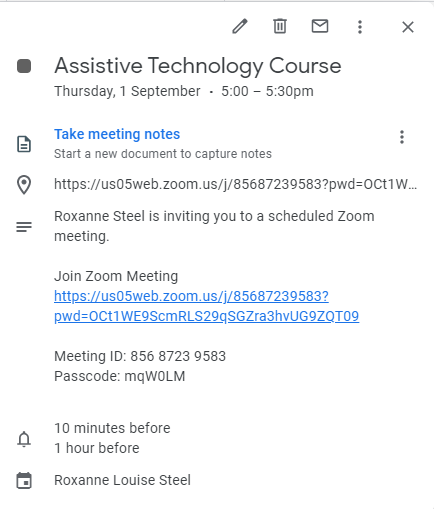 Assistive Technology Course
Thursday, 1 September • 5:00 – 5:30pm
Take meeting notes
Start a new document to capture notes
https://us05web.zoom.us/j/85687239583?pwd=OCt1W...
Roxanne Steel is inviting you to a scheduled Zoom
meeting.
Join Zoom Meeting
https://us05web.zoom.us/j/85687239583?
pwd=OCt1WE9ScmRLS29qSGZra3hvUG9ZQT09
Meeting ID: 856 8723 9583
Passcode: mqW0LM
10 minutes before
1 hour before
Roxanne Louise Steel